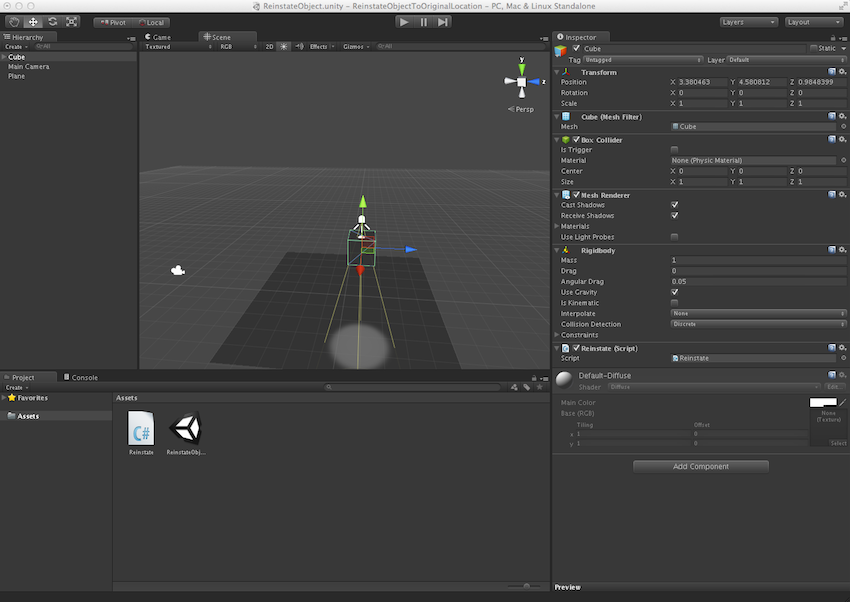 ReinstateObject.unity - ReinstateObjectToOriginalLocation - PC, Mac & Linux Standalone
Pivot Local Layers Layout
Hierarchy
Create All
Cube
Main Camera
Plane
Game Scene
Textured RGB 2D Effects Gizmos All
y
z
Persp
Inspector
Cube Static
Tag Untagged Layer Default
Transform
Position X 3.380463 Y 4.580812 Z 0.9848399
Rotation X 0 Y 0 Z 0
Scale X 1 Y 1 Z 1
Cube (Mesh Filter)
Mesh Cube
Box Collider
Is Trigger
Material None (Physic Material)
Center X 0 Y 0 Z 0
Size X 1 Y 1 Z 1
Mesh Renderer
Cast Shadows
Receive Shadows
Materials
Use Light Probes
Rigidbody
Mass 1
Drag 0
Angular Drag 0.05
Use Gravity
Is Kinematic
Interpolate None
Collision Detection Discrete
Constraints
Reinstate (Script)
Script Reinstate
Default-Diffuse
Shader Diffuse Edit
Main Color
Base (RGB)
None
(Texture)
Tiling Offset
x 1 0
y 1 0
Select
Add Component
Preview
Project Console
Create
Favorites
Assets
Assets
C#
Reinstate
ReinstateObj...